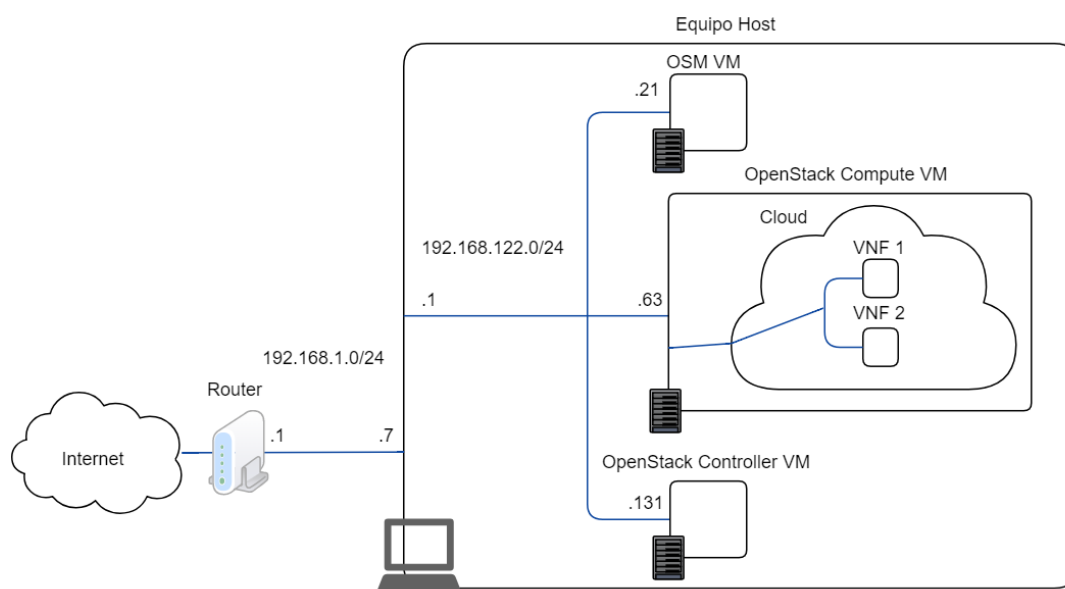 Equipo Host
OSM VM
.21
OpenStack Compute VM
Cloud
VNF 1
192.168.122.0/24
.1
.63
VNF 2
192.168.1.0/24
Router
.1
.7
Internet
OpenStack Controller VM
.131